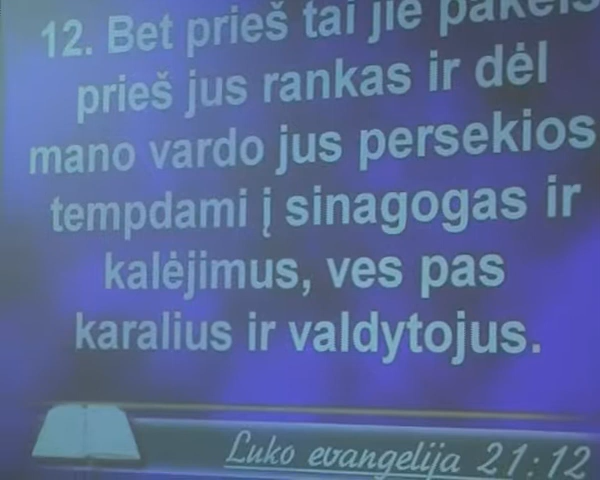 12. Bet prieš tai jie pakels
prieš jus rankas ir dėl
mano vardo jus persekios
tempdami į sinagogas ir
kalėjimus, ves pas
karalius ir valdytojus.
Luko evangelija 21:12